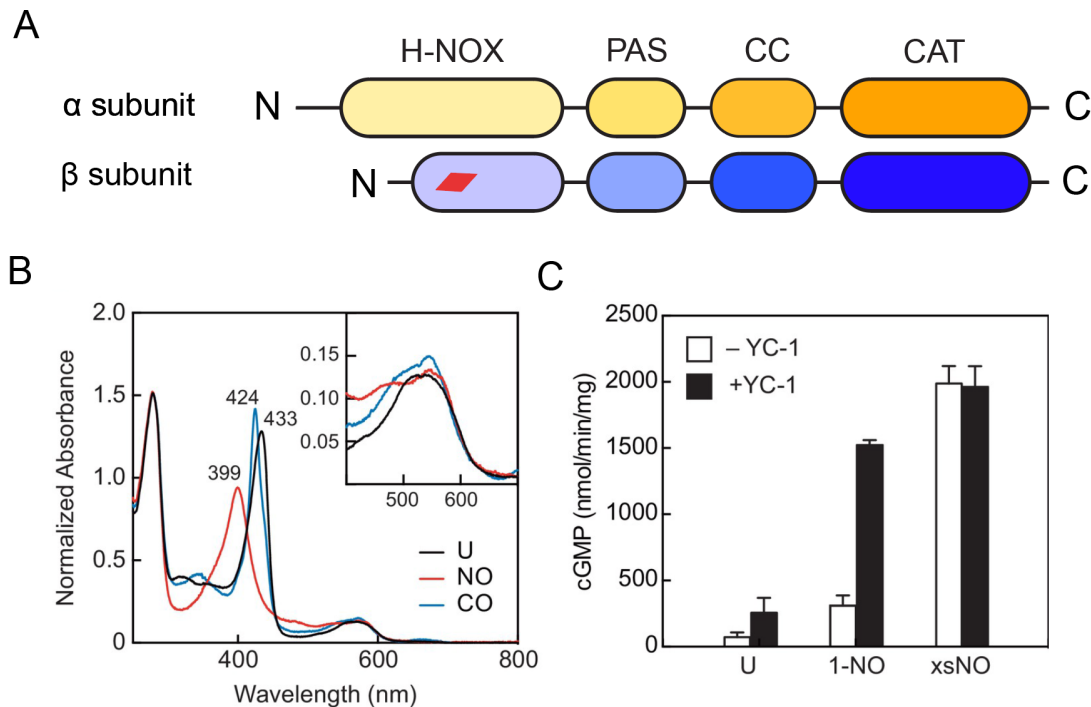 A
H-NOX PAS CC CAT
α subunit N C
β subunit N C
B
Normalized Absorbance
2.0
1.5
1.0
0.5
0
400 600 800
Wavelength (nm)
424
433
399
0.15
0.10
0.05
500 600
U
NO
CO
C
cGMP (nmol/min/mg)
2500
2000
1500
1000
500
0
– YC-1
+YC-1
U 1-NO xsNO